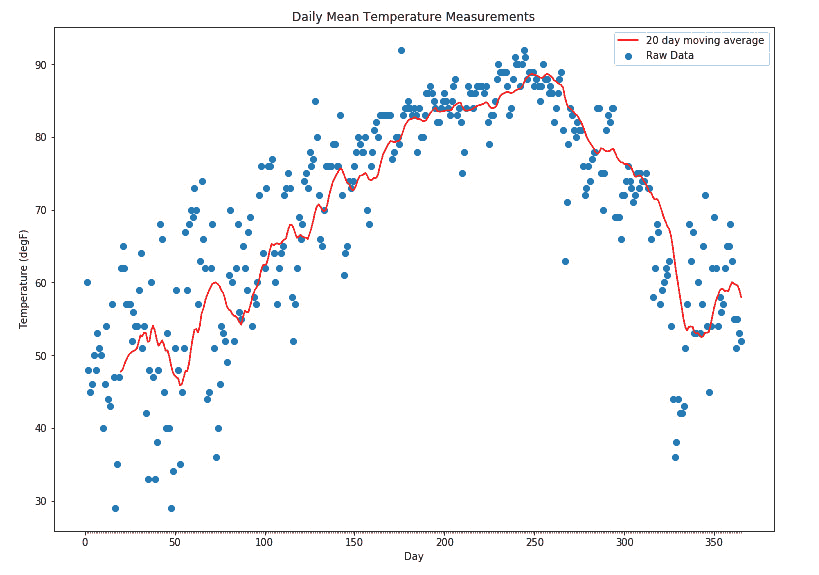 Daily Mean Temperature Measurements
20 day moving average
Raw Data
Temperature (degF)
90
80
70
60
50
40
30
0 50 100 150 200 250 300 350
Day